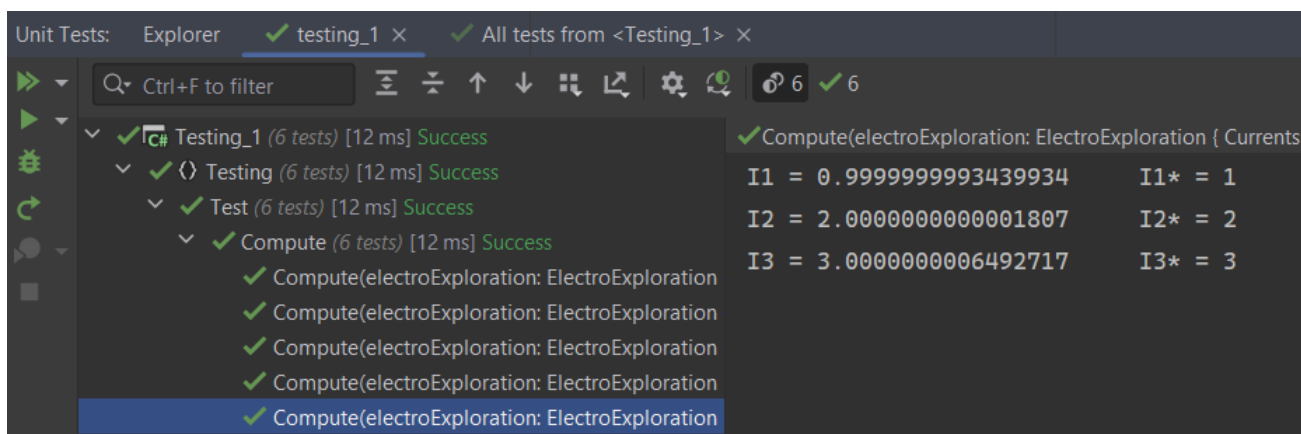 Unit Tests: Explorer testing_1 All tests from <Testing_1>
Ctrl+F to filter 6 6
C# Testing_1 (6 tests) [12 ms] Success
Testing (6 tests) [12 ms] Success
Test (6 tests) [12 ms] Success
Compute (6 tests) [12 ms] Success
Compute(electroExploration: ElectroExploration
Compute(electroExploration: ElectroExploration
Compute(electroExploration: ElectroExploration
Compute(electroExploration: ElectroExploration
Compute(electroExploration: ElectroExploration
Compute(electroExploration: ElectroExploration { Currents
I1 = 0.9999999993439934 I1* = 1
I2 = 2.0000000000001807 I2* = 2
I3 = 3.0000000006492717 I3* = 3